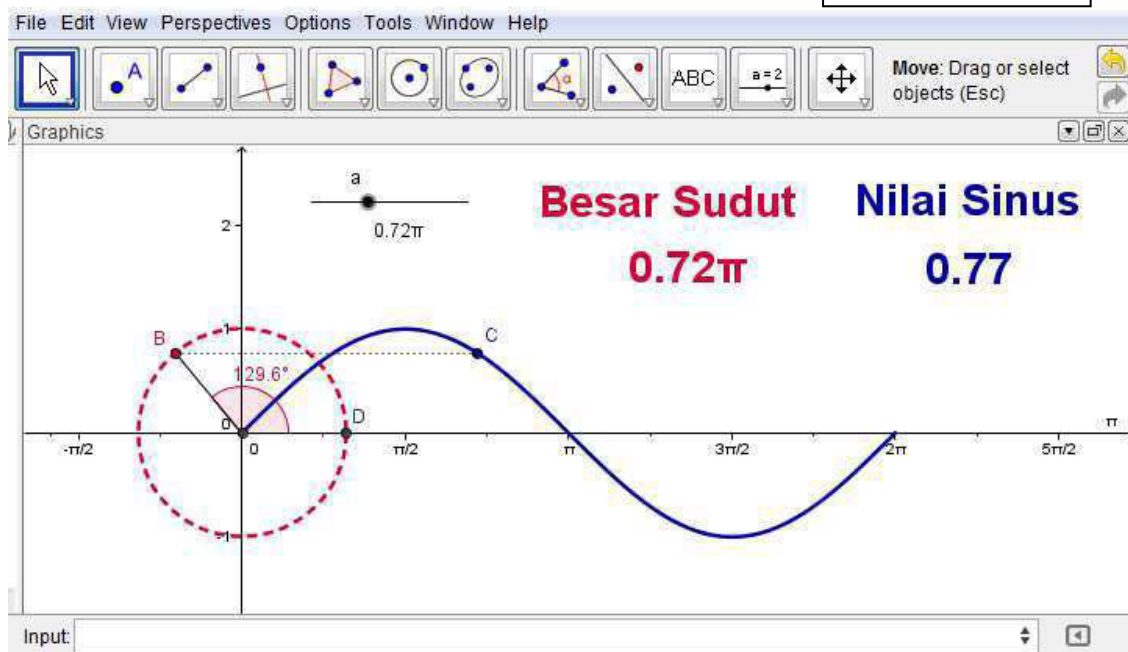 File Edit View Perspectives Options Tools Window Help
A
α
ABC
a = 2
Move: Drag or select
objects (Esc)
Graphics
a
0.72π
Besar Sudut
0.72π
Nilai Sinus
0.77
2
1
B
C
129.6°
D
0
-π/2
0
π/2
π
3π/2
2π
5π/2
π
-1
Input: